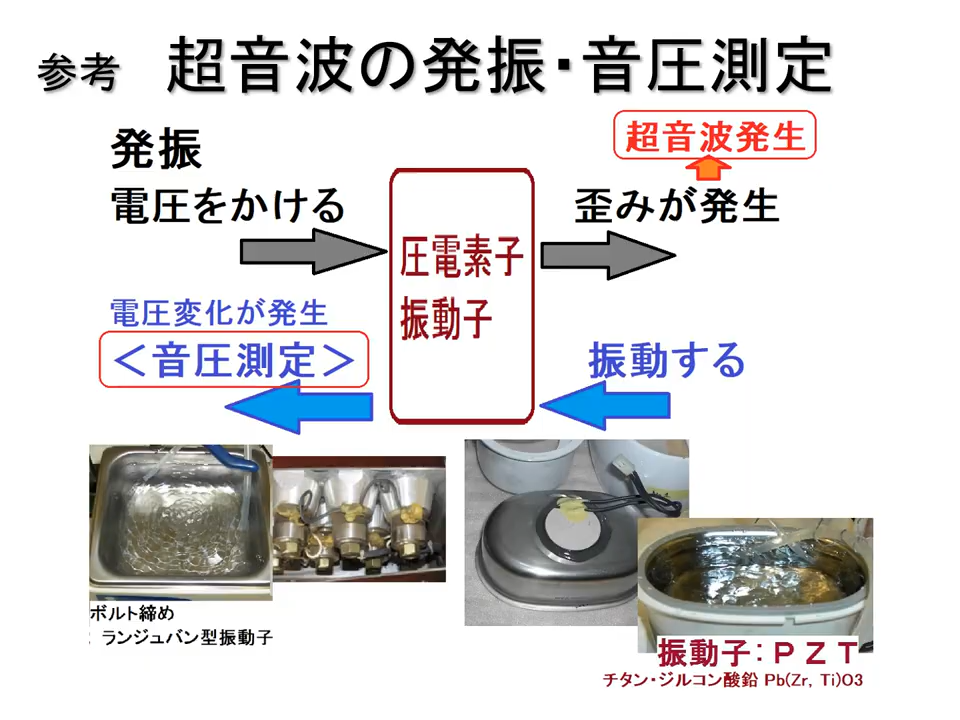 参考 超音波の発振・音圧測定
超音波発生
発振
電圧をかける
歪みが発生
圧電素子
振動子
電圧変化が発生
＜音圧測定＞
振動する
ボルト締め
ランジュバン型振動子
振動子：ＰＺＴ
チタン・ジルコン酸鉛 Pb(Zr, Ti)O3